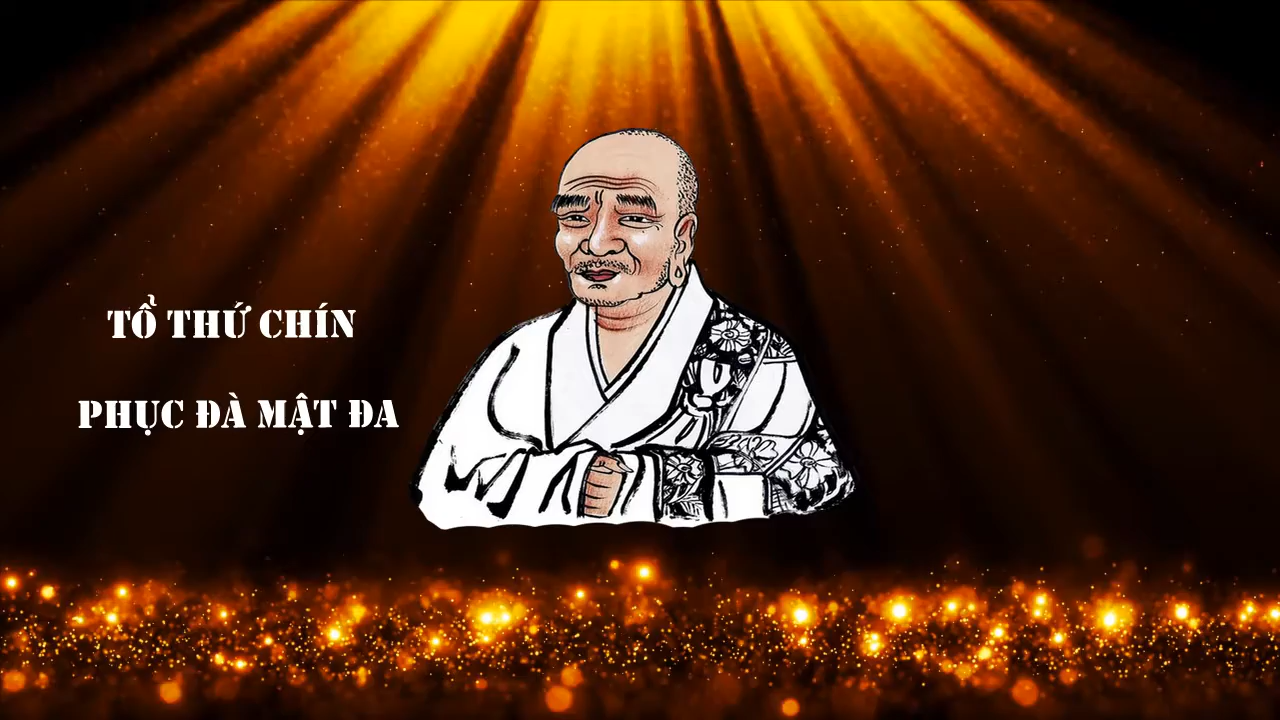 TỔ THỨ CHÍN
PHỤC ĐÀ MẬT ĐA